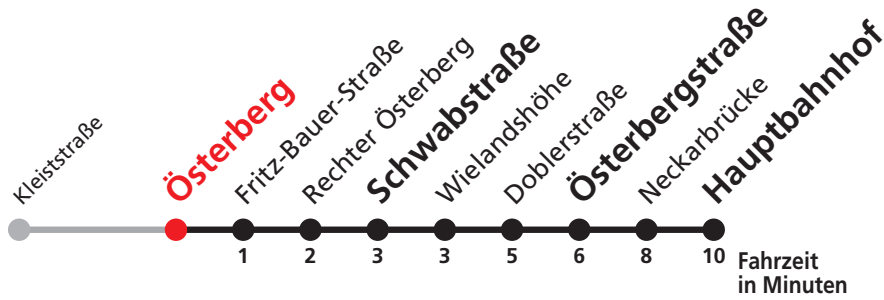 Kleiststraße
Österberg
Fritz-Bauer-Straße
Rechter Österberg
Schwabstraße
Wielandshöhe
Doblerstraße
Österbergstraße
Neckarbrücke
Hauptbahnhof
1 2 3 3 5 6 8 10
Fahrzeit
in Minuten